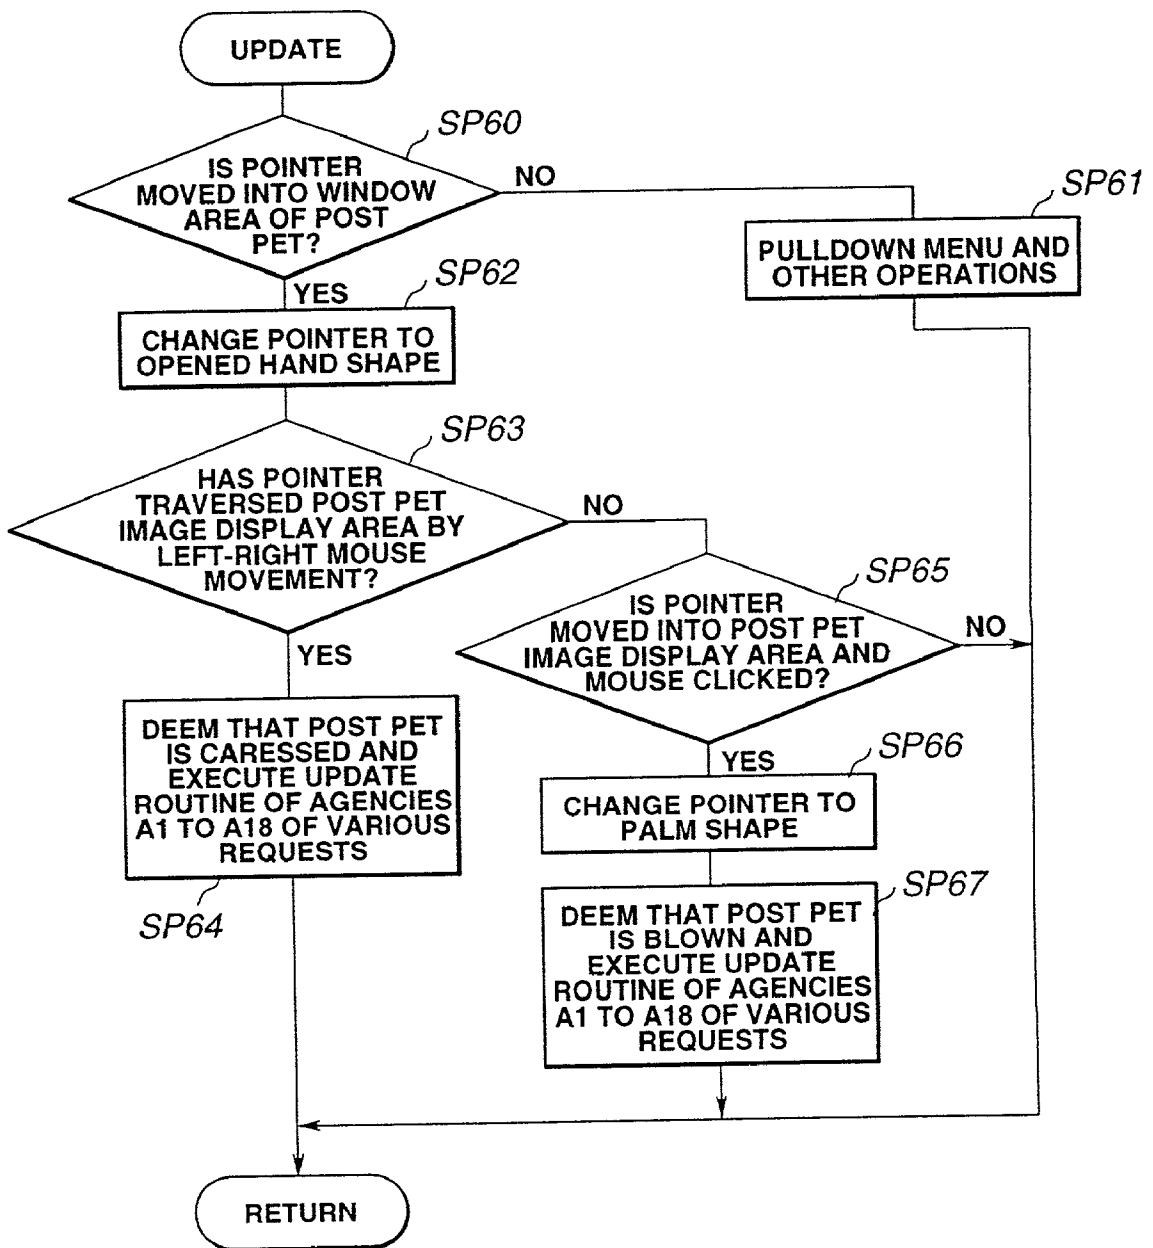 UPDATE
SP60
IS POINTER
MOVED INTO WINDOW
AREA OF POST
PET?
NO
SP61
PULLDOWN MENU AND
OTHER OPERATIONS
YES
SP62
CHANGE POINTER TO
OPENED HAND SHAPE
SP63
HAS POINTER
TRAVERSED POST PET
IMAGE DISPLAY AREA BY
LEFT-RIGHT MOUSE
MOVEMENT?
NO
SP65
IS POINTER
MOVED INTO POST PET
IMAGE DISPLAY AREA AND
MOUSE CLICKED?
NO
YES
DEEM THAT POST PET
IS CARESSED AND
EXECUTE UPDATE
ROUTINE OF AGENCIES
A1 TO A18 OF VARIOUS
REQUESTS
SP64
YES
SP66
CHANGE POINTER TO
PALM SHAPE
SP67
DEEM THAT POST PET
IS BLOWN AND
EXECUTE UPDATE
ROUTINE OF AGENCIES
A1 TO A18 OF VARIOUS
REQUESTS
RETURN